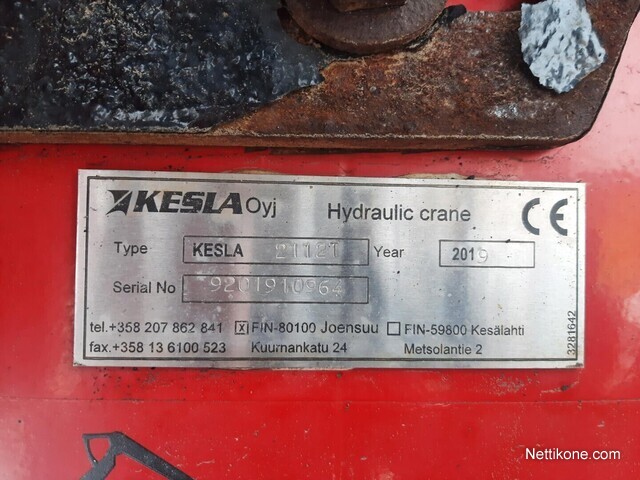 KESLA Oyj Hydraulic crane CE
Type KESLA 2112T Year 2019
Serial No 9201910964
tel.+358 207 862 841 [x] FIN-80100 Joensuu [ ] FIN-59800 Kesälahti
fax.+358 13 6100 523 Kuurnankatu 24 Metsolantie 2
3281642
Nettikone.com